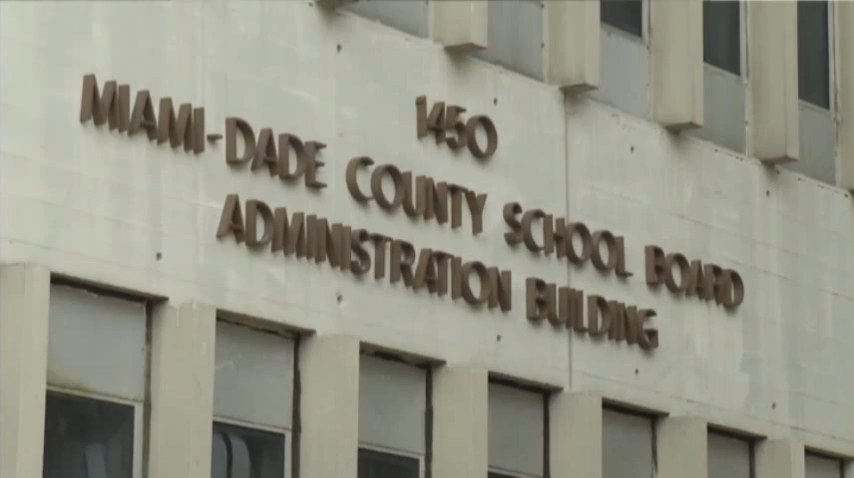 1450
MIAMI-DADE COUNTY SCHOOL BOARD
ADMINISTRATION BUILDING